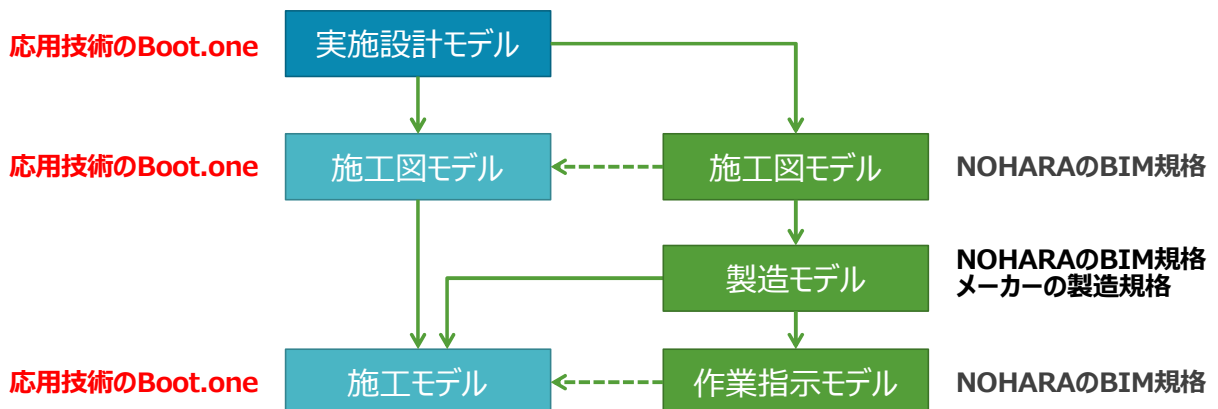 応用技術のBoot.one
実施設計モデル
応用技術のBoot.one
施工図モデル
施工図モデル
NOHARAのBIM規格
製造モデル
NOHARAのBIM規格
メーカーの製造規格
応用技術のBoot.one
施工モデル
作業指示モデル
NOHARAのBIM規格